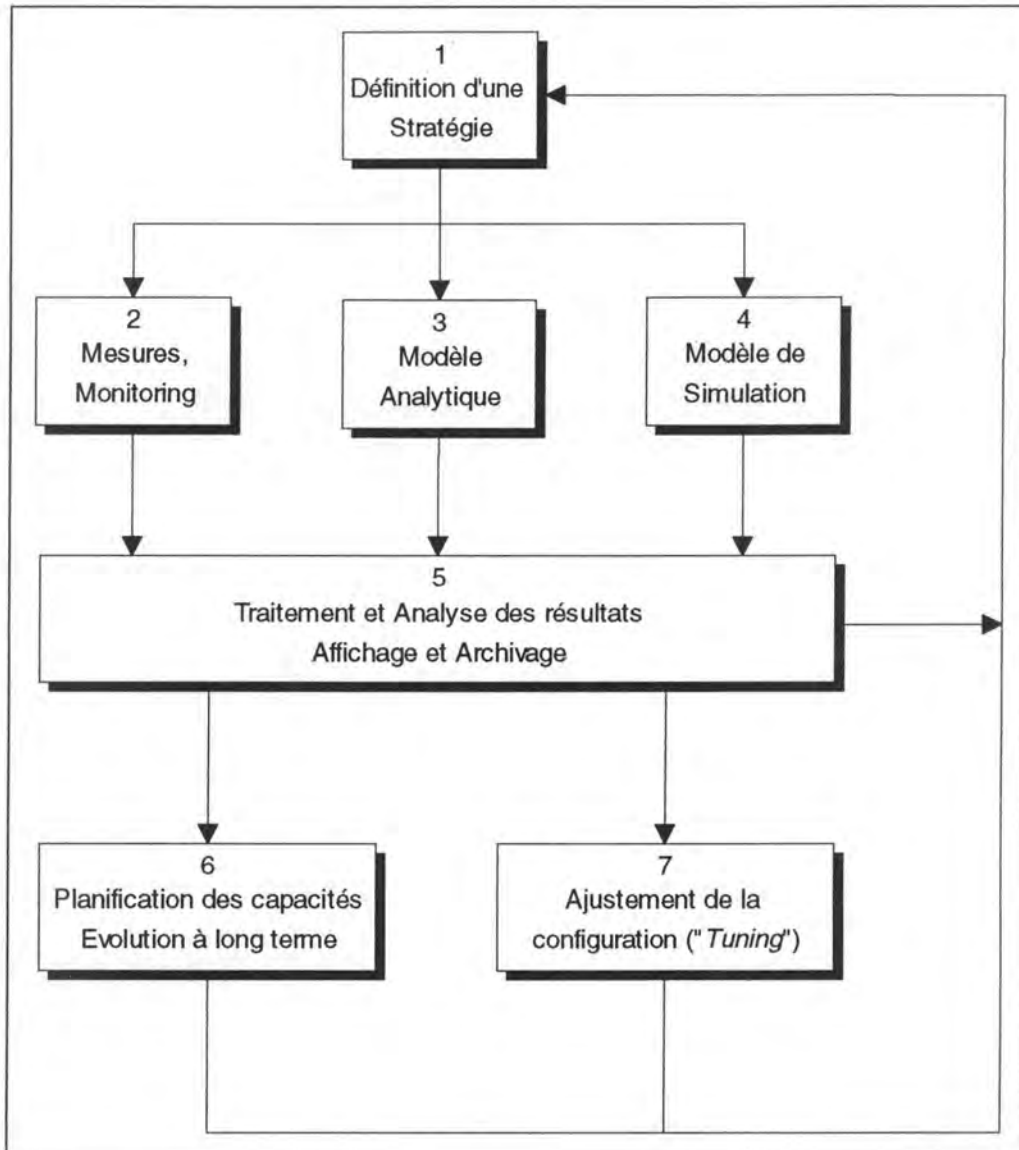 1
Définition d'une
Stratégie
2
Mesures,
Monitoring
3
Modèle
Analytique
4
Modèle de
Simulation
5
Traitement et Analyse des résultats
Affichage et Archivage
6
Planification des capacités
Evolution à long terme
7
Ajustement de la
configuration ("Tuning")